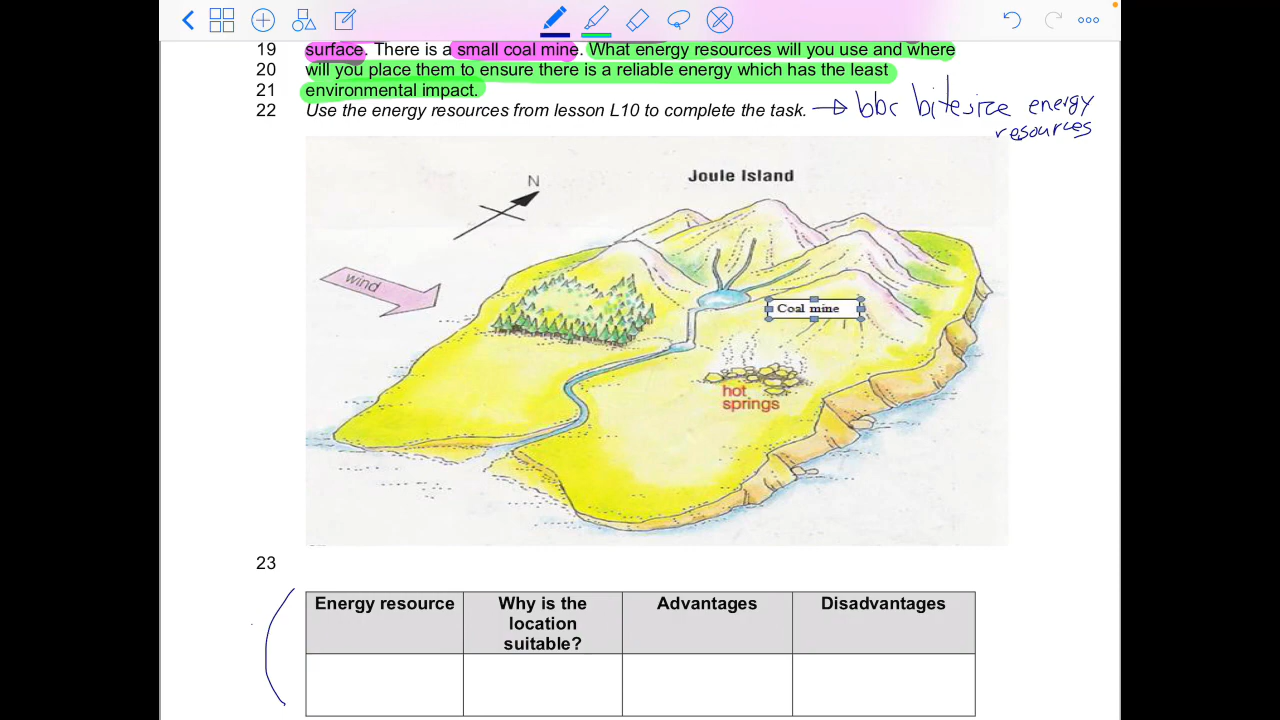 19 surface. There is a small coal mine. What energy resources will you use and where
20 will you place them to ensure there is a reliable energy which has the least
21 environmental impact.
22 Use the energy resources from lesson L10 to complete the task. → bbc bitesize energy
resources
Joule Island
N
wind
Coal mine
hot
springs
23
Energy resource Why is the Advantages Disadvantages
location
suitable?